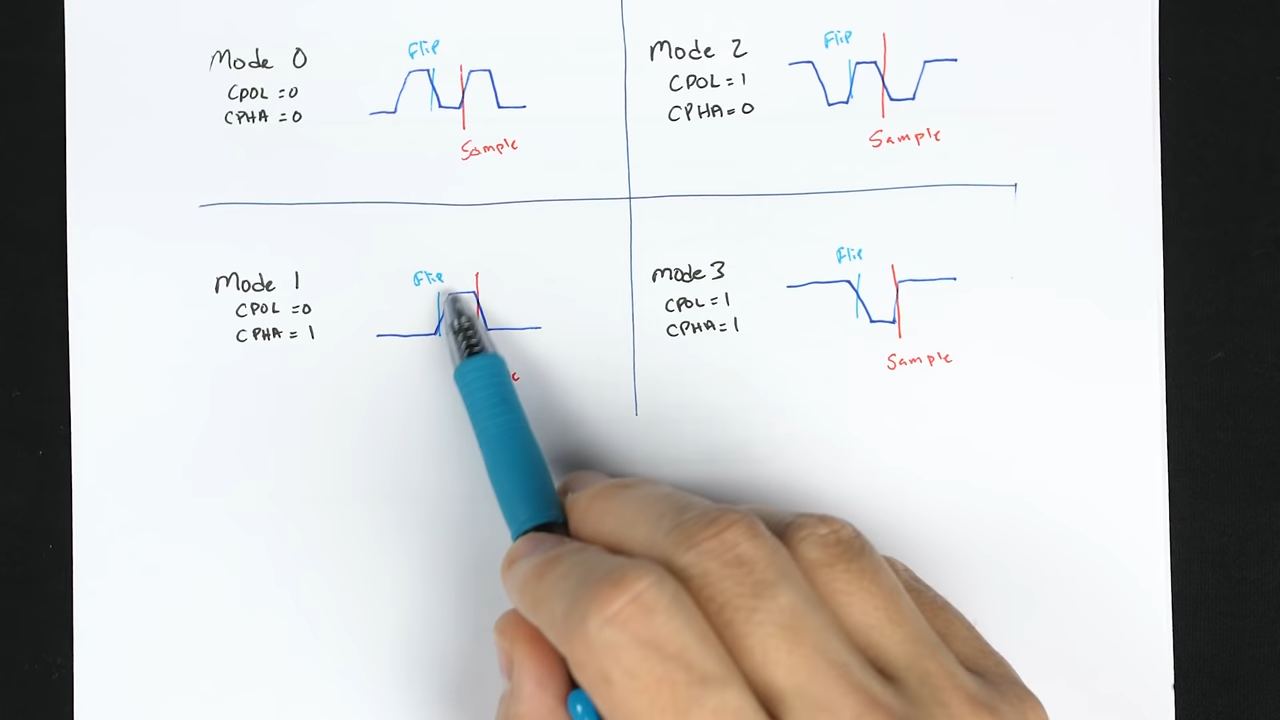 Mode 0
CPOL = 0
CPHA = 0
Flip
Sample
Mode 2
CPOL = 1
CPHA = 0
Flip
Sample
Mode 1
CPOL = 0
CPHA = 1
Flip
mode 3
CPOL = 1
CPHA = 1
Flip
Sample